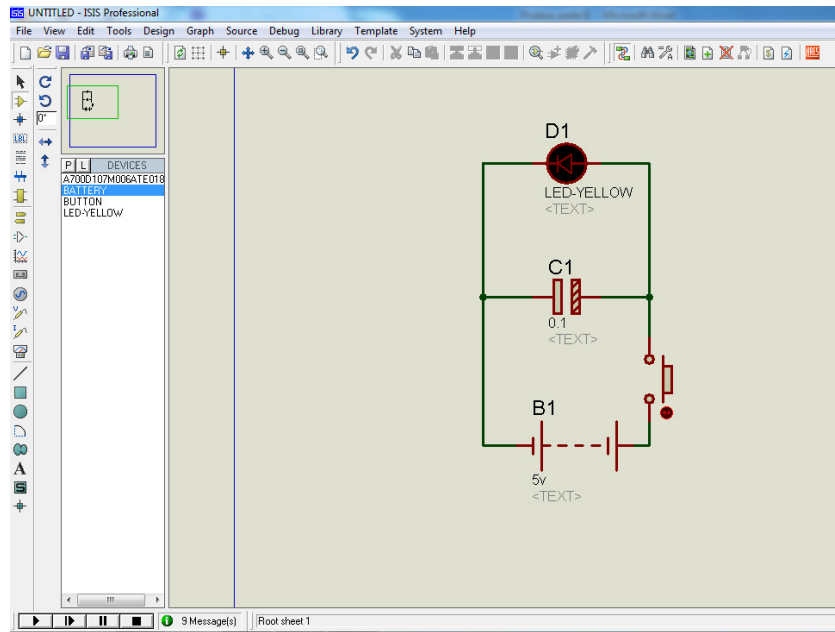 UNTITLED - ISIS Professional
File View Edit Tools Design Graph Source Debug Library Template System Help
LBL
0°
P L DEVICES
A700D107M006ATE018
BATTERY
BUTTON
LED-YELLOW
A
S
D1
LED-YELLOW
<TEXT>
C1
0.1
<TEXT>
B1
5v
<TEXT>
9 Message(s)
Root sheet 1